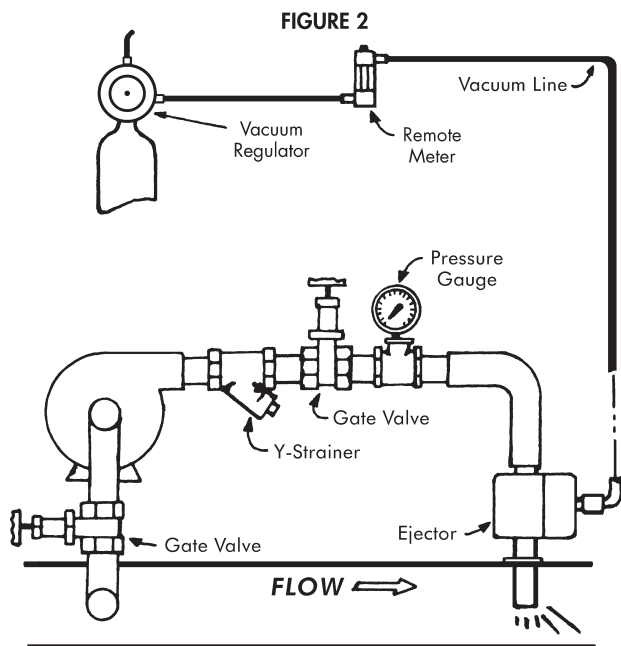 FIGURE 2
Vacuum Line
Vacuum
Regulator
Remote
Meter
Pressure
Gauge
Gate Valve
Y-Strainer
Ejector
Gate Valve
FLOW